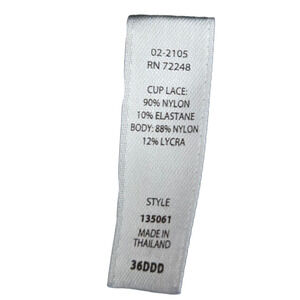 02-2105
RN 72248
CUP LACE:
90% NYLON
10% ELASTANE
BODY: 88% NYLON
12% LYCRA
STYLE
135061
MADE IN
THAILAND
36DDD